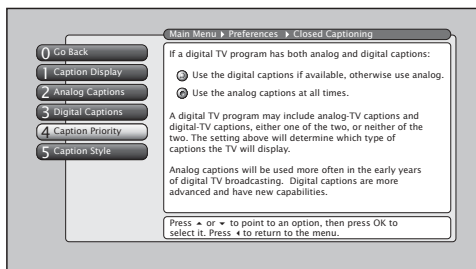 Main Menu ▸ Preferences ▸ Closed Captioning
0 Go Back
1 Caption Display
2 Analog Captions
3 Digital Captions
4 Caption Priority
5 Caption Style
If a digital TV program has both analog and digital captions:
Use the digital captions if available, otherwise use analog.
Use the analog captions at all times.
A digital TV program may include analog-TV captions and
digital-TV captions, either one of the two, or neither of the
two. The setting above will determine which type of
captions the TV will display.
Analog captions will be used more often in the early years
of digital TV broadcasting. Digital captions are more
advanced and have new capabilities.
Press ▴ or ▾ to point to an option, then press OK to
select it. Press ◂ to return to the menu.